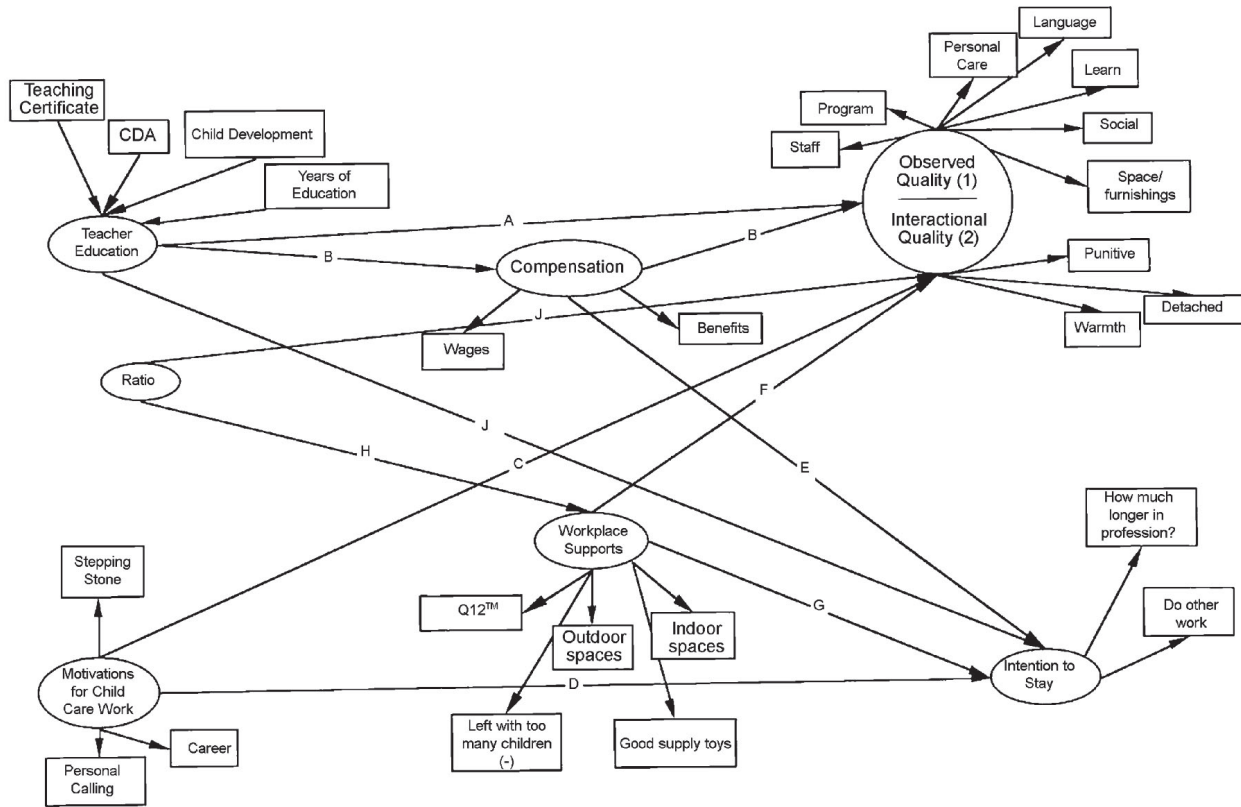 Language
Personal
Care
Learn
Teaching
Certificate
Program
CDA
Child Development
Social
Staff
Observed
Quality (1)
Interactional
Quality (2)
Years of
Education
Space/
furnishings
A
Teacher
Education
B
B
Compensation
Punitive
Detached
Warmth
J
Benefits
Wages
Ratio
F
J
H
C
E
How much
longer in
profession?
Workplace
Supports
Stepping
Stone
Q12™
G
Do other
work
Outdoor
spaces
Indoor
spaces
Motivations
for Child
Care Work
D
Intention to
Stay
Left with too
many children
(-)
Good supply toys
Career
Personal
Calling